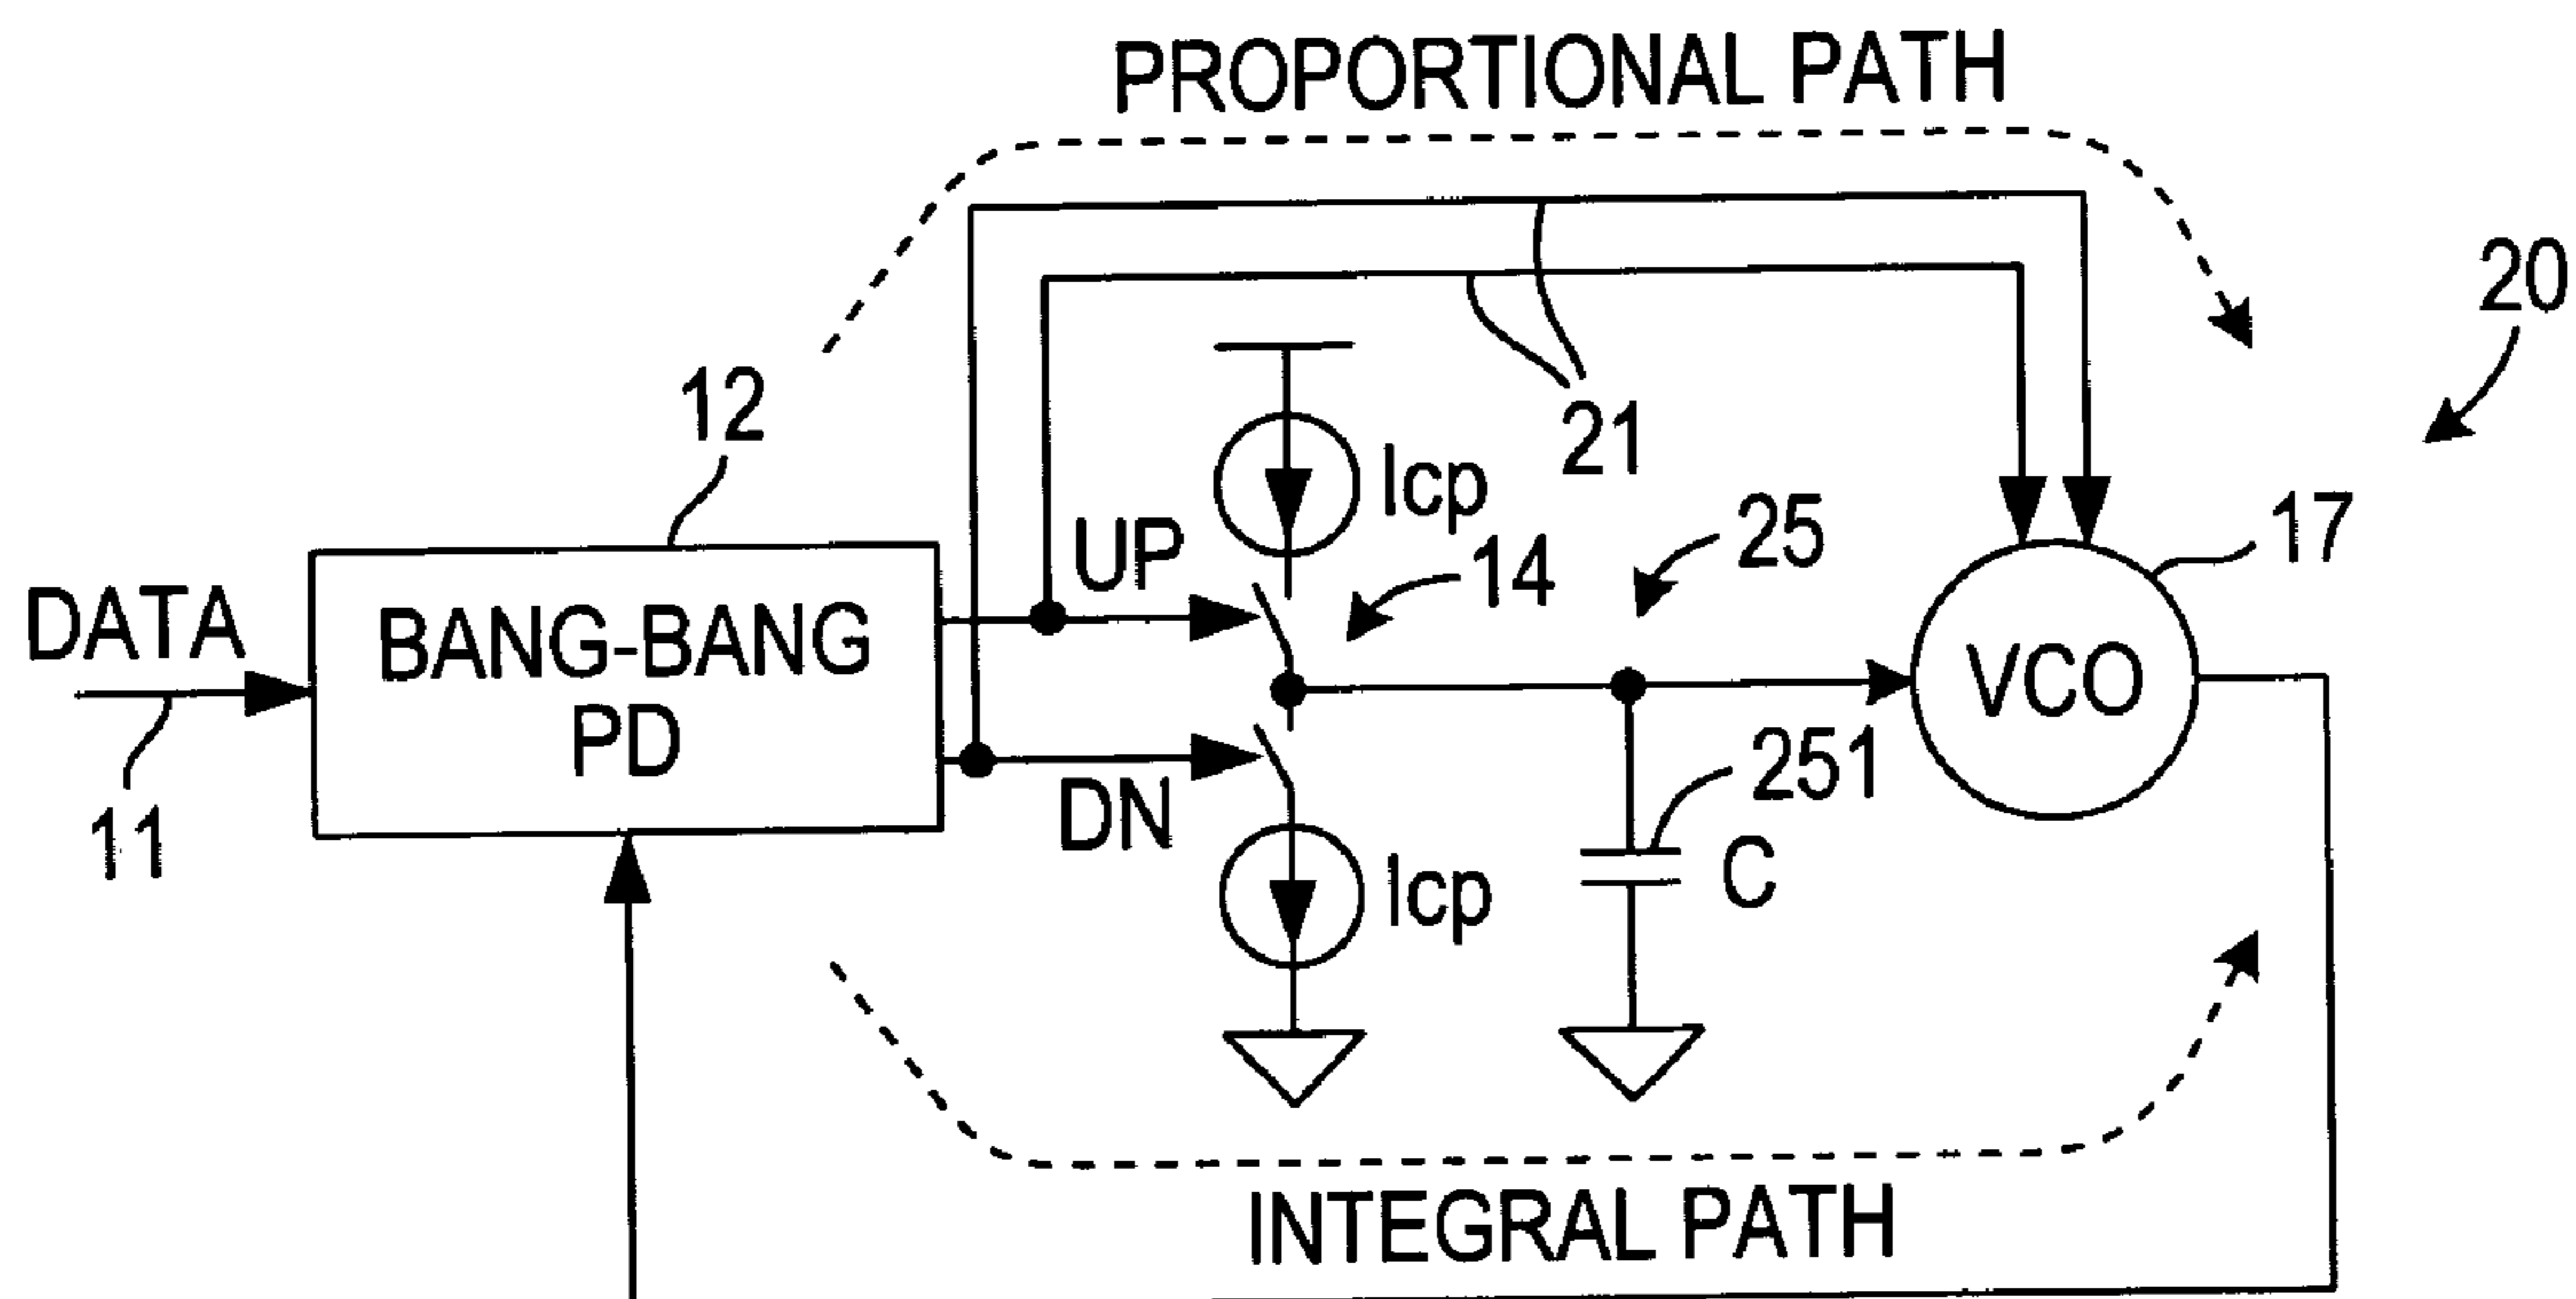 PROPORTIONAL PATH
20
21
12
Icp
UP
14
25
17
DATA
11
BANG-BANG
PD
VCO
DN
251
C
Icp
INTEGRAL PATH